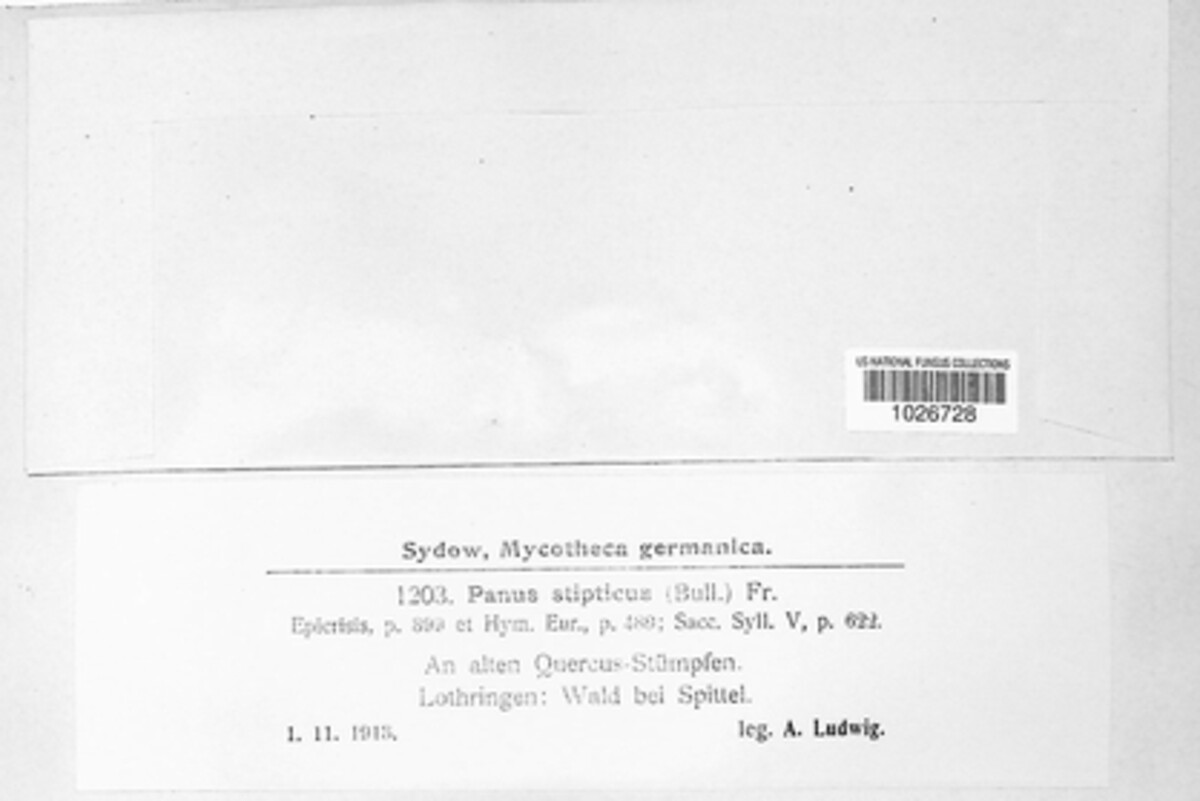 US NATIONAL FUNGUS COLLECTIONS
1026728
Sydow, Mycotheca germanica.
1203. Panus stipticus (Bull.) Fr.
Epicrisis, p. 399 et Hym. Eur., p. 489; Sacc. Syll. V, p. 622.
An alten Quercus-Stümpfen.
Lothringen: Wald bei Spittel.
1. 11. 1913.
leg. A. Ludwig.